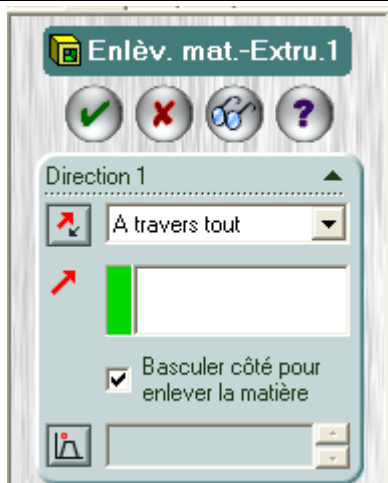 Enlèv. mat.-Extru.1
?
Direction 1
A travers tout
Basculer côté pour
enlever la matière